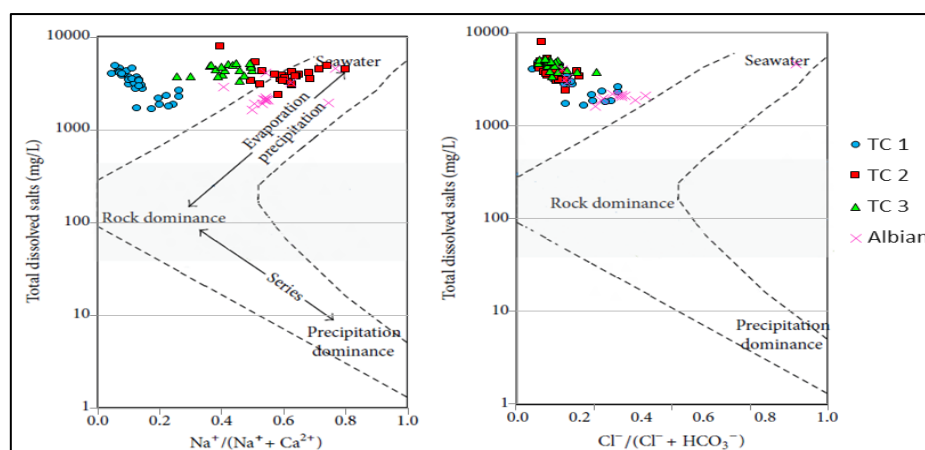 10000
1000
100
10
1
Total dissolved salts (mg/L)
Seawater
Evaporation
precipitation
Rock dominance
Series
Precipitation
dominance
0.0
0.2
0.4
0.6
0.8
1.0
Na⁺/(Na⁺ + Ca²⁺)
10000
1000
100
10
1
Total dissolved salts (mg/L)
Seawater
Rock dominance
Precipitation
dominance
0.0
0.2
0.4
0.6
0.8
1.0
Cl⁻/(Cl⁻ + HCO₃⁻)
TC 1
TC 2
TC 3
Albian